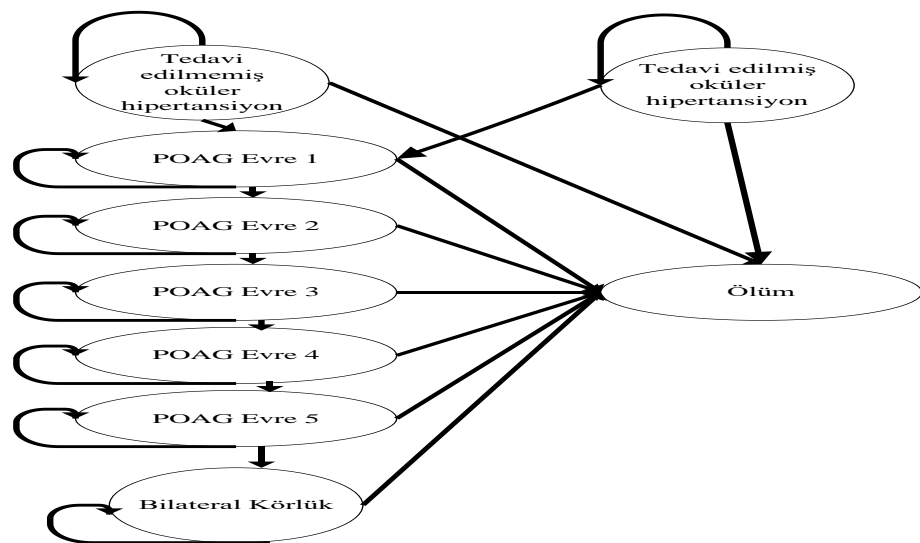 Tedavi
edilmemiş
oküler
hipertansiyon
Tedavi edilmiş
oküler
hipertansiyon
POAG Evre 1
POAG Evre 2
POAG Evre 3
Ölüm
POAG Evre 4
POAG Evre 5
Bilateral Körlük